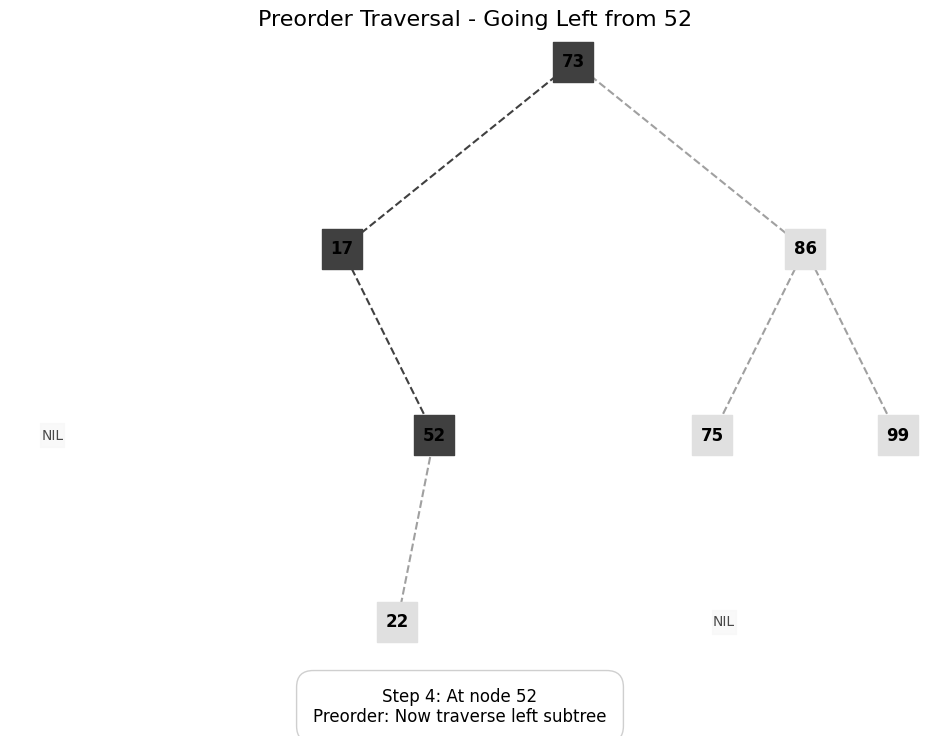 Preorder Traversal - Going Left from 52
73
17
86
NIL
52
75
99
22
NIL
Step 4: At node 52
Preorder: Now traverse left subtree